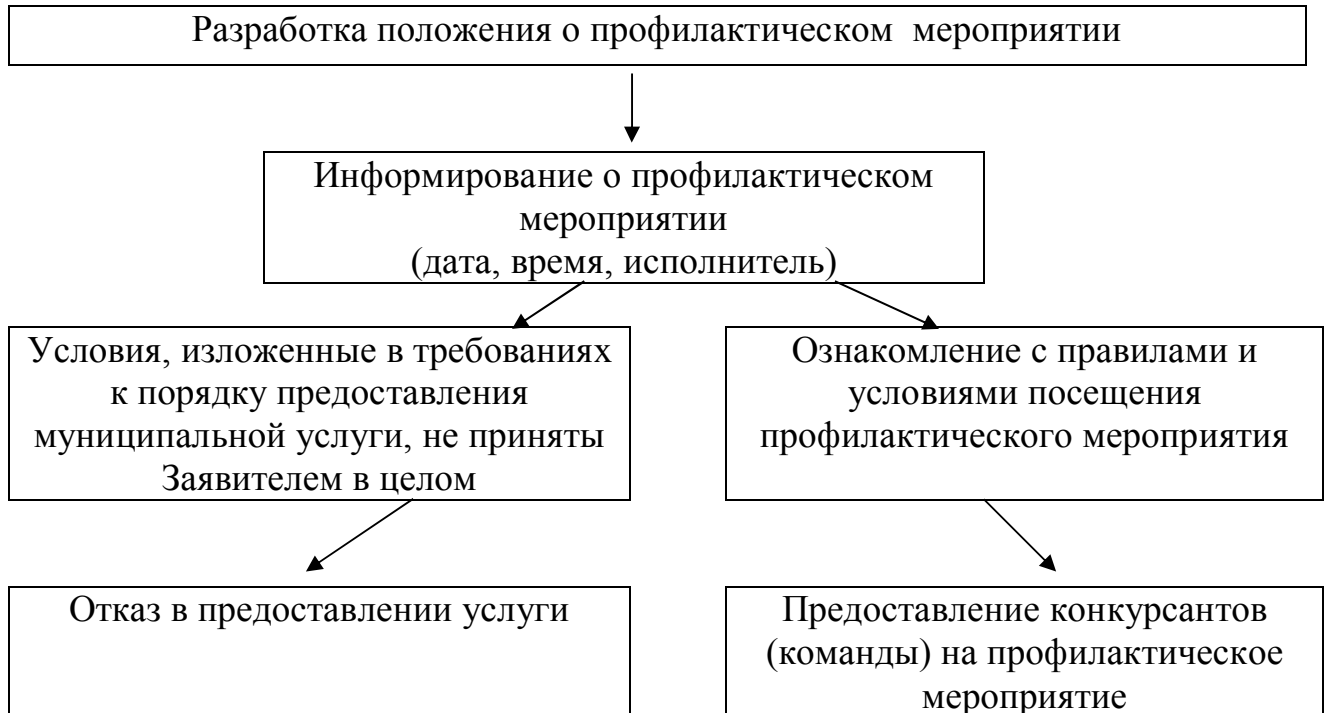 Разработка положения о профилактическом мероприятии
Информирование о профилактическом
мероприятии
(дата, время, исполнитель)
Условия, изложенные в требованиях
к порядку предоставления
муниципальной услуги, не приняты
Заявителем в целом
Ознакомление с правилами и
условиями посещения
профилактического мероприятия
Отказ в предоставлении услуги
Предоставление конкурсантов
(команды) на профилактическое
мероприятие